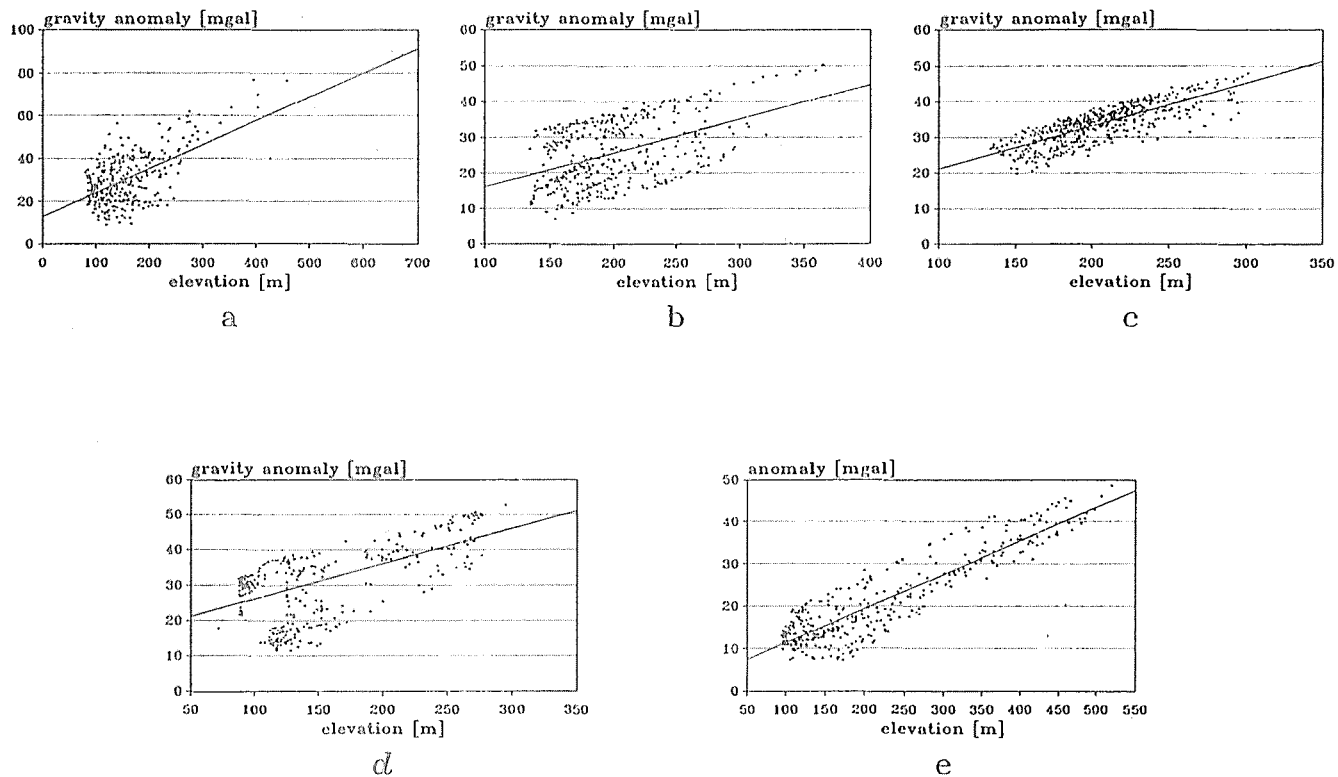 gravity anomaly [mgal]
100
80
60
40
20
0
0 100 200 300 400 500 600 700
elevation [m]
a
gravity anomaly [mgal]
60
50
40
30
20
10
0
100 150 200 250 300 350 400
elevation [m]
b
gravity anomaly [mgal]
60
50
40
30
20
10
0
100 150 200 250 300 350
elevation [m]
c
gravity anomaly [mgal]
60
50
40
30
20
10
0
50 100 150 200 250 300 350
elevation [m]
d
anomaly [mgal]
50
40
30
20
10
0
50 100 150 200 250 300 350 400 450 500 550
elevation [m]
e